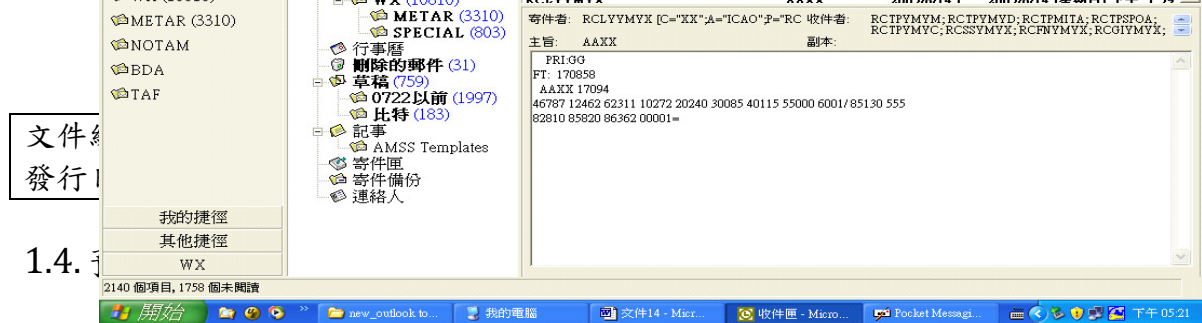 METAR (3310)
NOTAM
BDA
TAF
我的捷徑
其他捷徑
WX
METAR (3310)
SPECIAL (803)
行事曆
刪除的郵件 (31)
草稿 (759)
0722以前 (1997)
比特 (183)
記事
AMSS Templates
寄件匣
寄件備份
連絡人
寄件者: RCLYYMYX [C="XX";A="ICAO";P="RC 收件者: RCTPYMYM; RCTPYMYD; RCTPMITA; RCTPSPOA;
RCTPYMYC; RCSSYMYX; RCFNYMYX; RCGIYMYX;
主旨: AAXX 副本:
PRI:GG
FT: 170858
AAXX 17094
46787 12462 62311 10272 20240 30085 40115 55000 6001/ 85130 555
82810 85820 86362 00001=
文件
發行
1.4.
2140 個項目, 1758 個未閱讀
開始 » new_outlook to... 我的電腦 文件14 - Micr... 收件匣 - Micro... Pocket Messagi... 下午 05:21